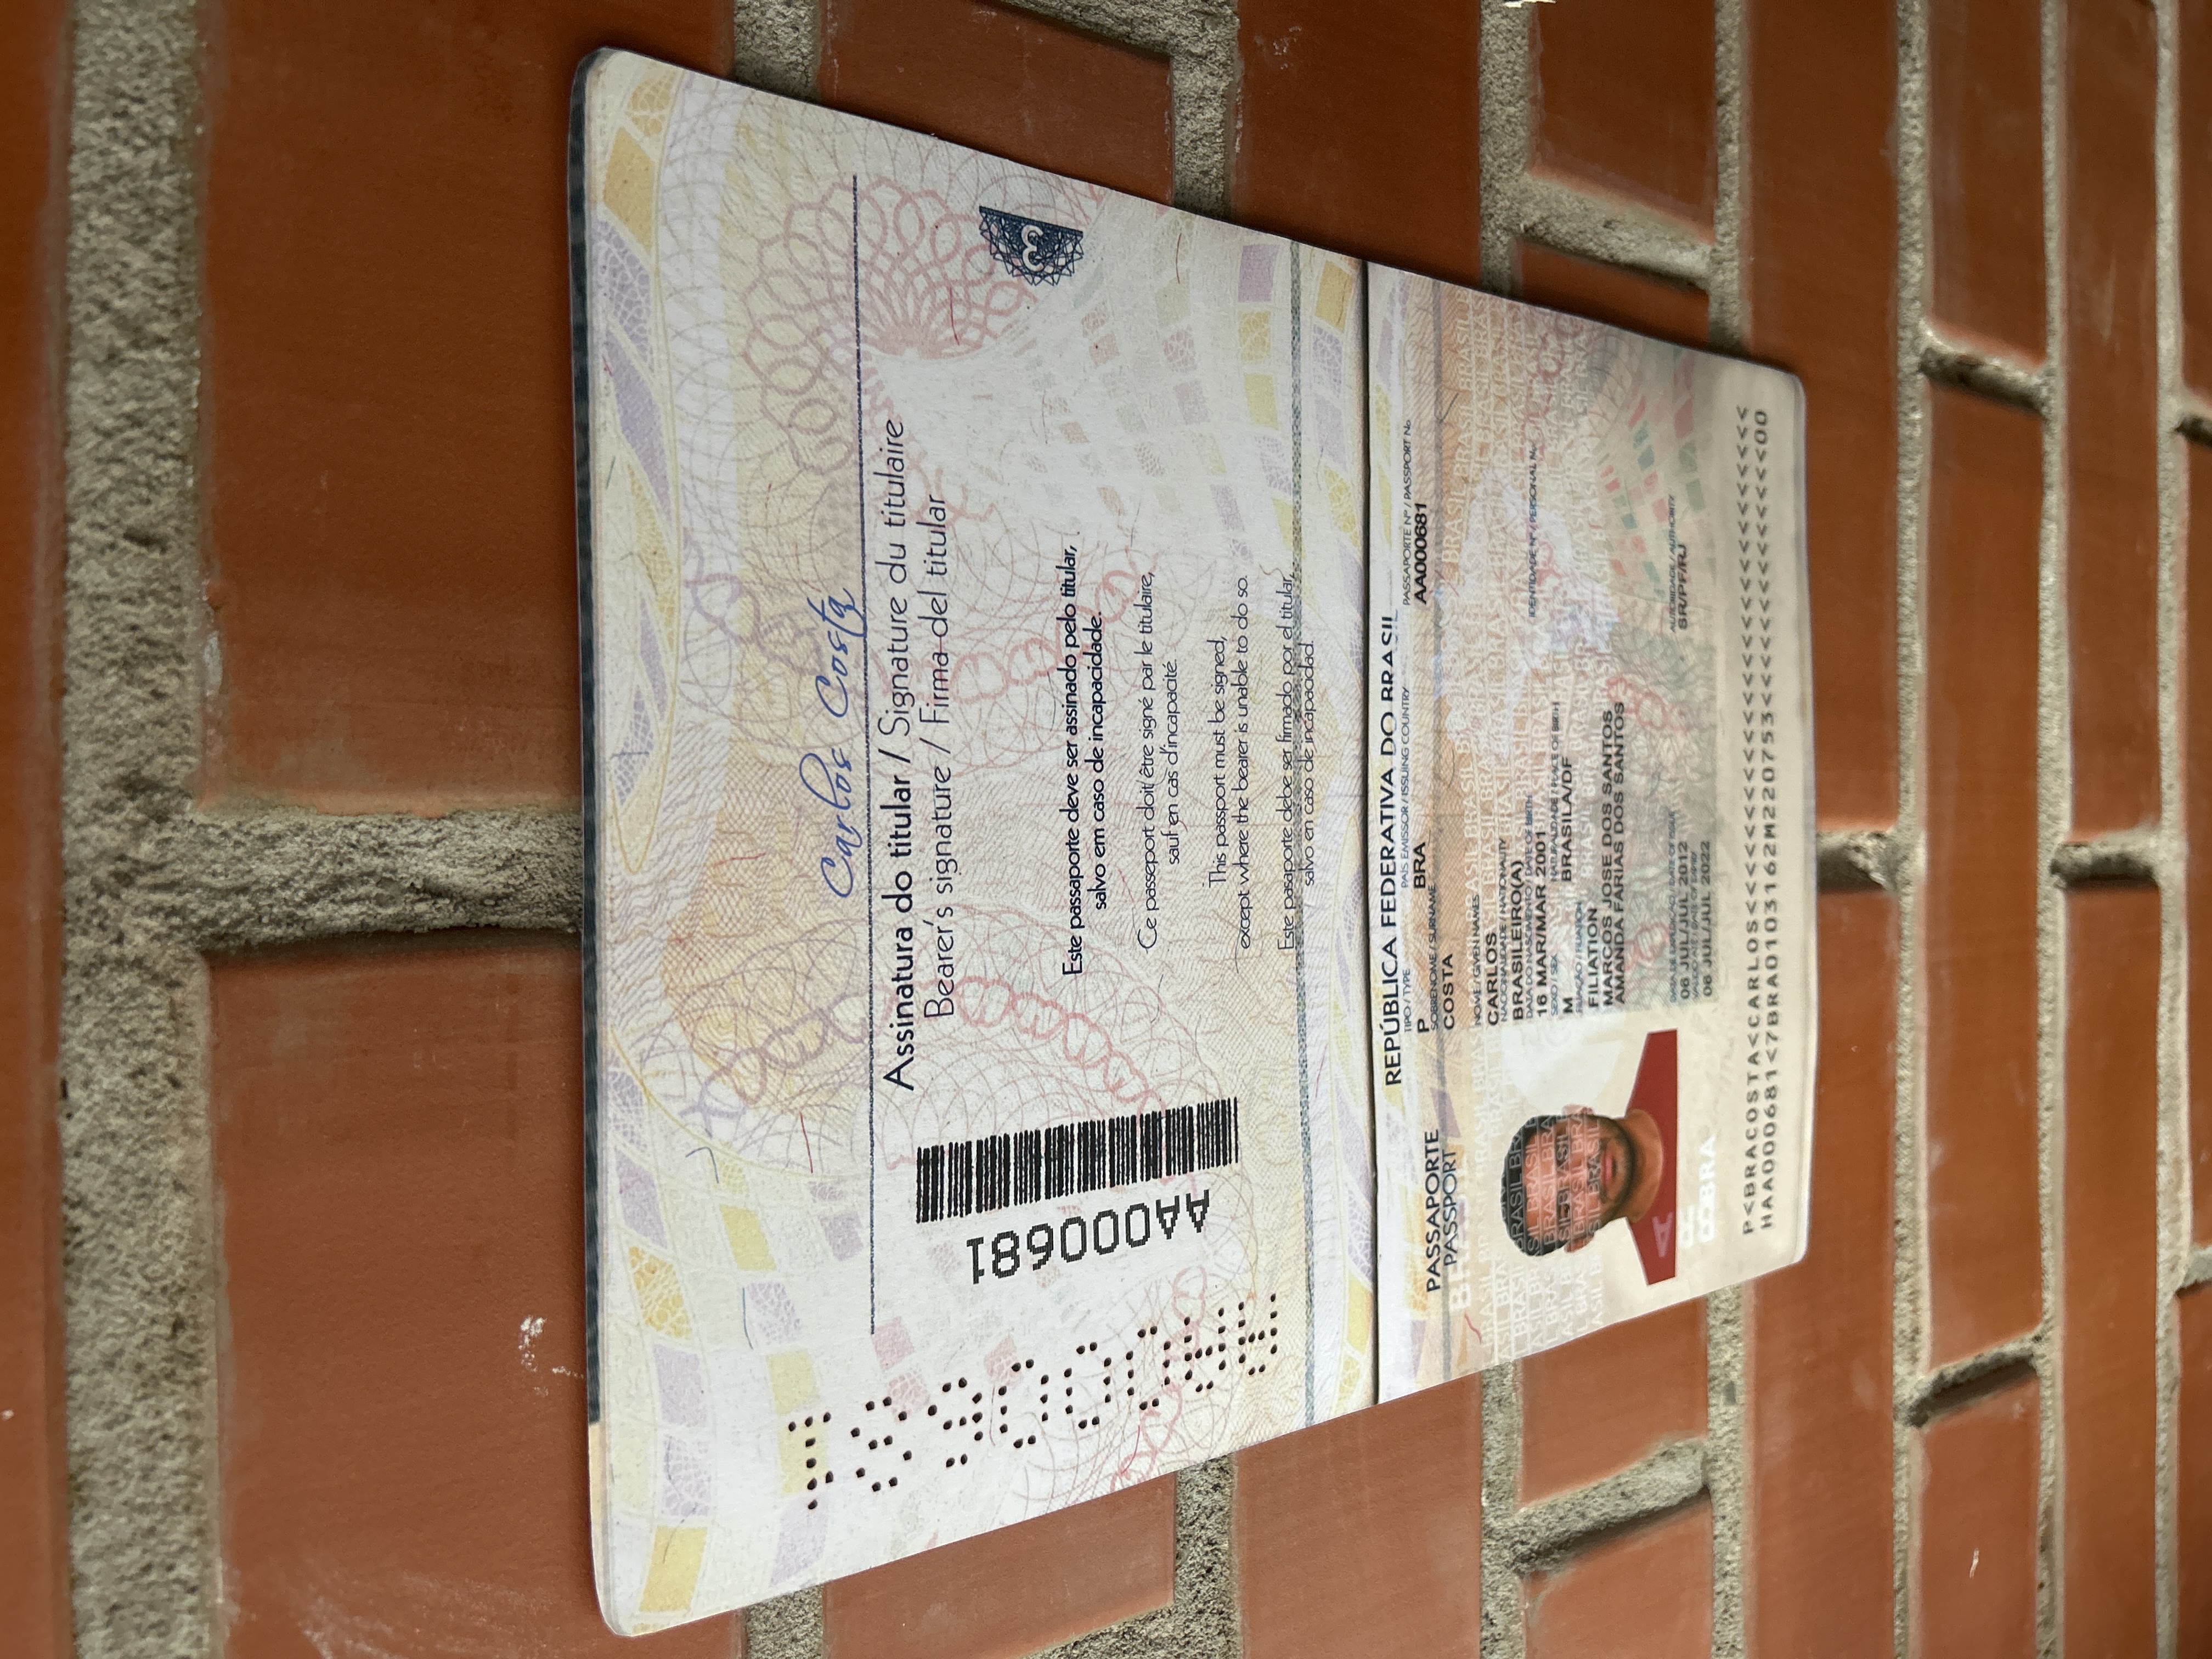 Carlos Costa
Assinatura do titular / Signature du titulaire
Bearer's signature / Firma del titular
AA000681
3
Este passaporte deve ser assinado pelo titular,
salvo em caso de incapacidade.
Ce passeport doit être signé par le titulaire,
sauf en cas d'incapacité.
This passport must be signed,
except where the bearer is unable to do so.
Este pasaporte debe ser firmado por el titular,
salvo en caso de incapacidad.
REPÚBLICA FEDERATIVA DO BRASIL
PASSAPORTE
PASSPORT
TIPO / TYPE PAÍS EMISSOR / ISSUING COUNTRY PASSAPORTE Nº / PASSPORT No.
P BRA AA000681
SOBRENOME / SURNAME
COSTA
NOME / GIVEN NAMES
CARLOS
NACIONALIDADE / NATIONALITY
BRASILEIRO(A)
DATA DO NASCIMENTO / DATE OF BIRTH IDENTIDADE Nº / PERSONAL No.
16 MAR/MAR 2001
SEXO / SEX NATURALIDADE / PLACE OF BIRTH
M BRASILA/DF
FILIAÇÃO / FILIATION
FILIATION
MARCOS JOSE DOS SANTOS
AMANDA FARIAS DOS SANTOS
DATA DE EXPEDIÇÃO / DATE OF ISSUE AUTORIDADE / AUTHORITY
06 JUL/JUL 2012 SR/PF/RJ
VÁLIDO ATÉ / DATE OF EXPIRY
06 JUL/JUL 2022
BRA
P<BRACOSTA<CARLOS<<<<<<<<<<<<<<<<<<<<<<<<<<<
HAA000681<7BRA0103162M220753<<<<<<<<<<<<<<<00